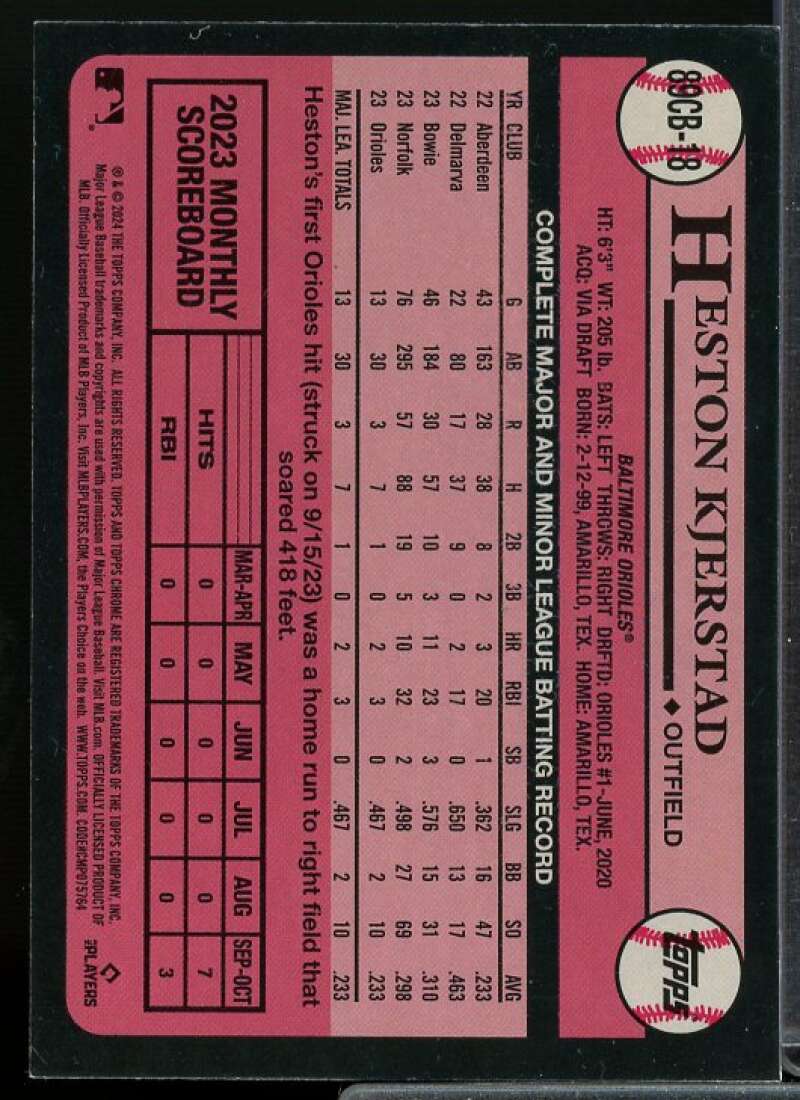 89CB-18
HESTON KJERSTAD
◆OUTFIELD
topps
BALTIMORE ORIOLES®
HT: 6'3" WT: 205 lb. BATS: LEFT THROWS: RIGHT DRFTD: ORIOLES #1-JUNE, 2020
ACQ: VIA DRAFT BORN: 2-12-99, AMARILLO, TEX. HOME: AMARILLO, TEX.
COMPLETE MAJOR AND MINOR LEAGUE BATTING RECORD
YR CLUB G AB R H 2B 3B HR RBI SB SLG BB SO AVG
22 Aberdeen 43 163 28 38 8 2 3 20 1 .362 16 47 .233
22 Delmarva 22 80 17 37 9 0 2 17 0 .650 13 17 .463
23 Bowie 46 184 30 57 10 3 11 23 3 .576 15 31 .310
23 Norfolk 76 295 57 88 19 5 10 32 2 .498 27 69 .298
23 Orioles 13 30 3 7 1 0 2 3 0 .467 2 10 .233
MAJ. LEA. TOTALS 13 30 3 7 1 0 2 3 0 .467 2 10 .233
Heston's first Orioles hit (struck on 9/15/23) was a home run to right field that
soared 418 feet.
2023 MONTHLY
SCOREBOARD
MAR-APR MAY JUN JUL AUG SEP-OCT
HITS 0 0 0 0 0 7
RBI 0 0 0 0 0 3
® & © 2024 THE TOPPS COMPANY, INC. ALL RIGHTS RESERVED. TOPPS AND TOPPS CHROME ARE REGISTERED TRADEMARKS OF THE TOPPS COMPANY, INC.
Major League Baseball trademarks and copyrights are used with permission of Major League Baseball. Visit MLB.com. OFFICIALLY LICENSED PRODUCT OF
MLB. Officially Licensed Product of MLB Players, Inc. Visit MLBPLAYERS.COM, the Players Choice on the web. WWW.TOPPS.COM CODE#CMP075764
MLB PLAYERS